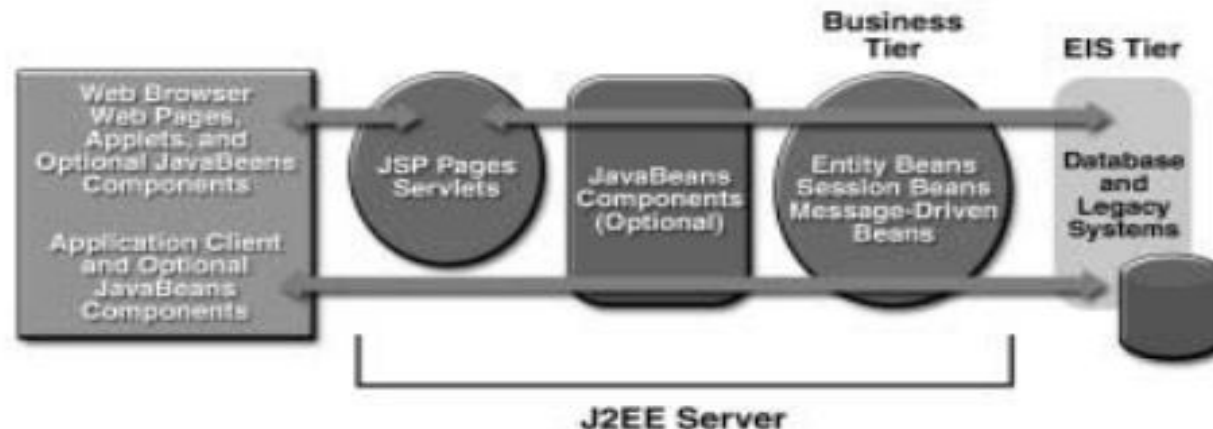 Business
Tier
EIS Tier
Web Browser
Web Pages,
Applets, and
Optional JavaBeans
Components
Application Client
and Optional
JavaBeans
Components
JSP Pages
Servlets
JavaBeans
Components
(Optional)
Entity Beans
Session Beans
Message-Driven
Beans
Database
and
Legacy
Systems
J2EE Server